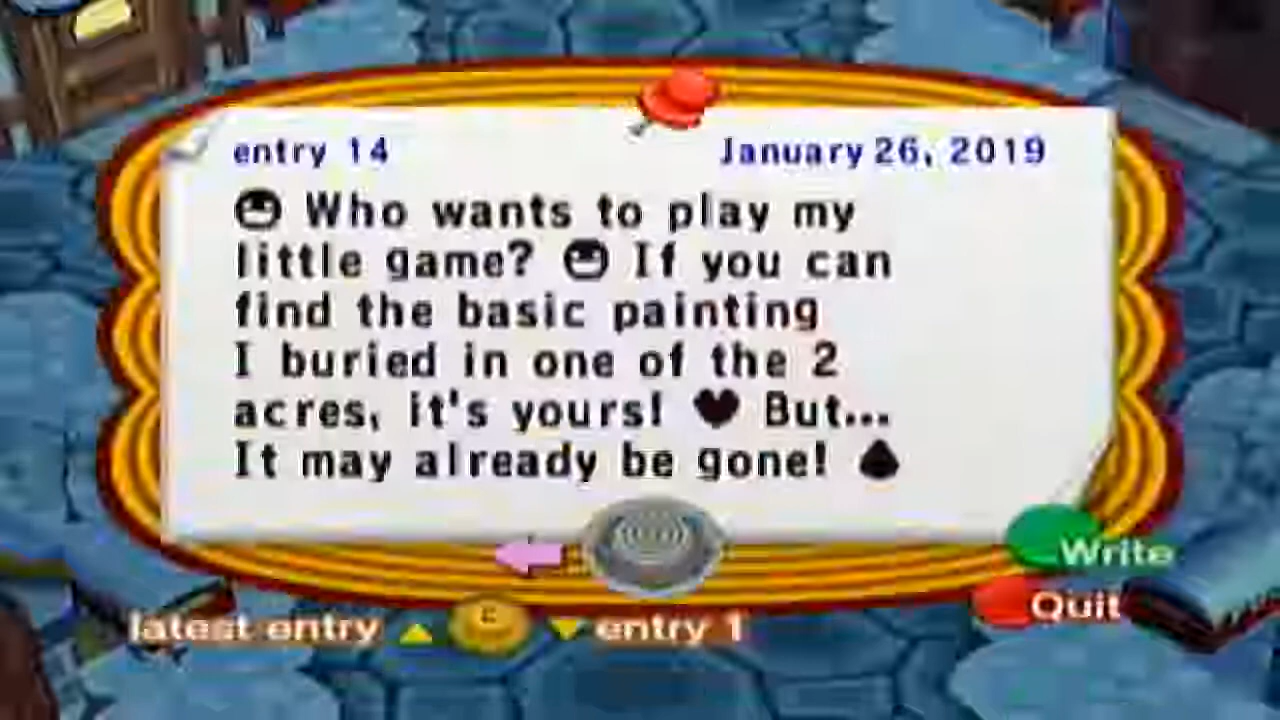 entry 14 January 26, 2019
Who wants to play my
little game? If you can
find the basic painting
I buried in one of the 2
acres, it's yours! ♥ But...
It may already be gone! ♠
Write
Quit
latest entry ▲ C ▼ entry 1